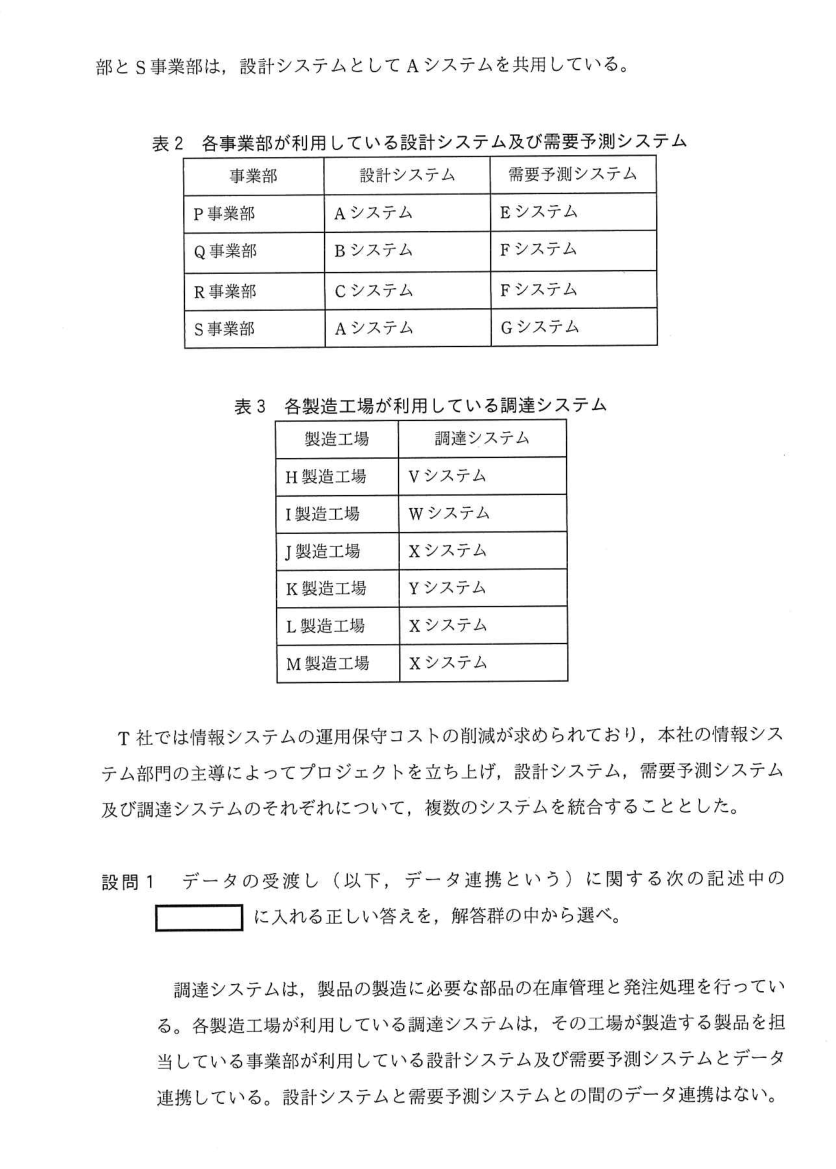 部とS事業部は，設計システムとしてAシステムを共用している。
表2　各事業部が利用している設計システム及び需要予測システム
事業部　設計システム　需要予測システム
P事業部　Aシステム　Eシステム
Q事業部　Bシステム　Fシステム
R事業部　Cシステム　Fシステム
S事業部　Aシステム　Gシステム
表3　各製造工場が利用している調達システム
製造工場　調達システム
H製造工場　Vシステム
I製造工場　Wシステム
J製造工場　Xシステム
K製造工場　Yシステム
L製造工場　Xシステム
M製造工場　Xシステム
T社では情報システムの運用保守コストの削減が求められており，本社の情報シス
テム部門の主導によってプロジェクトを立ち上げ，設計システム，需要予測システム
及び調達システムのそれぞれについて，複数のシステムを統合することとした。
設問1　データの受渡し（以下，データ連携という）に関する次の記述中の
に入れる正しい答えを，解答群の中から選べ。
調達システムは，製品の製造に必要な部品の在庫管理と発注処理を行ってい
る。各製造工場が利用している調達システムは，その工場が製造する製品を担
当している事業部が利用している設計システム及び需要予測システムとデータ
連携している。設計システムと需要予測システムとの間のデータ連携はない。